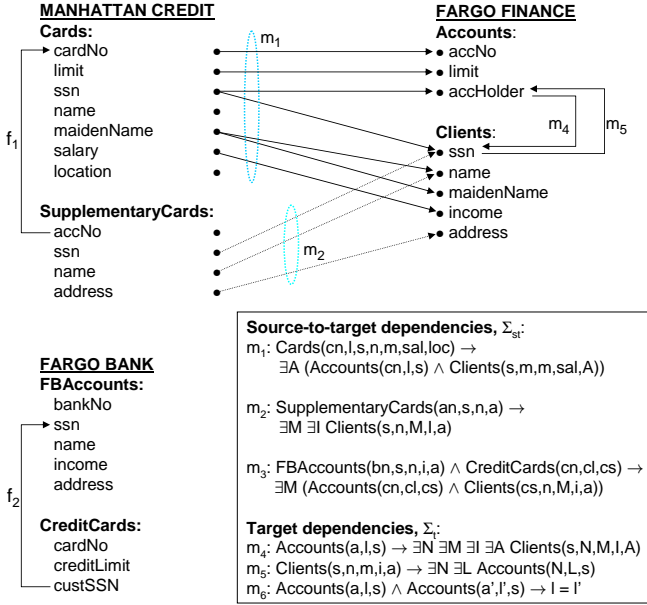 MANHATTAN CREDIT
Cards:
cardNo
limit
ssn
name
maidenName
salary
location
SupplementaryCards:
accNo
ssn
name
address
f1
m1
m2
FARGO FINANCE
Accounts:
accNo
limit
accHolder
Clients:
ssn
name
maidenName
income
address
m4
m5
FARGO BANK
FBAccounts:
bankNo
ssn
name
income
address
CreditCards:
cardNo
creditLimit
custSSN
f2
Source-to-target dependencies, Σst:
m1: Cards(cn,l,s,n,m,sal,loc) →
∃A (Accounts(cn,l,s) ∧ Clients(s,m,m,sal,A))
m2: SupplementaryCards(an,s,n,a) →
∃M ∃I Clients(s,n,M,I,a)
m3: FBAccounts(bn,s,n,i,a) ∧ CreditCards(cn,cl,cs) →
∃M (Accounts(cn,cl,cs) ∧ Clients(cs,n,M,i,a))
Target dependencies, Σt:
m4: Accounts(a,l,s) → ∃N ∃M ∃I ∃A Clients(s,N,M,I,A)
m5: Clients(s,n,m,i,a) → ∃N ∃L Accounts(N,L,s)
m6: Accounts(a,l,s) ∧ Accounts(a',l',s) → l = l'